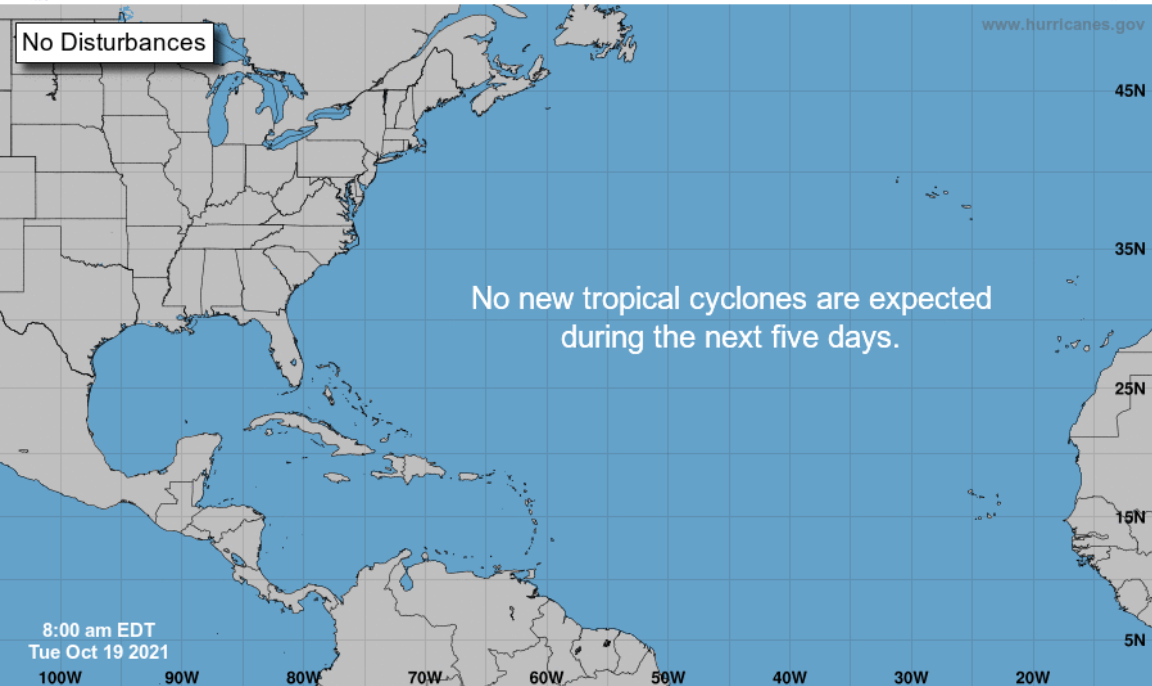 No Disturbances
www.hurricanes.gov
45N
35N
No new tropical cyclones are expected
during the next five days.
25N
15N
8:00 am EDT
Tue Oct 19 2021
5N
100W 90W 80W 70W 60W 50W 40W 30W 20W